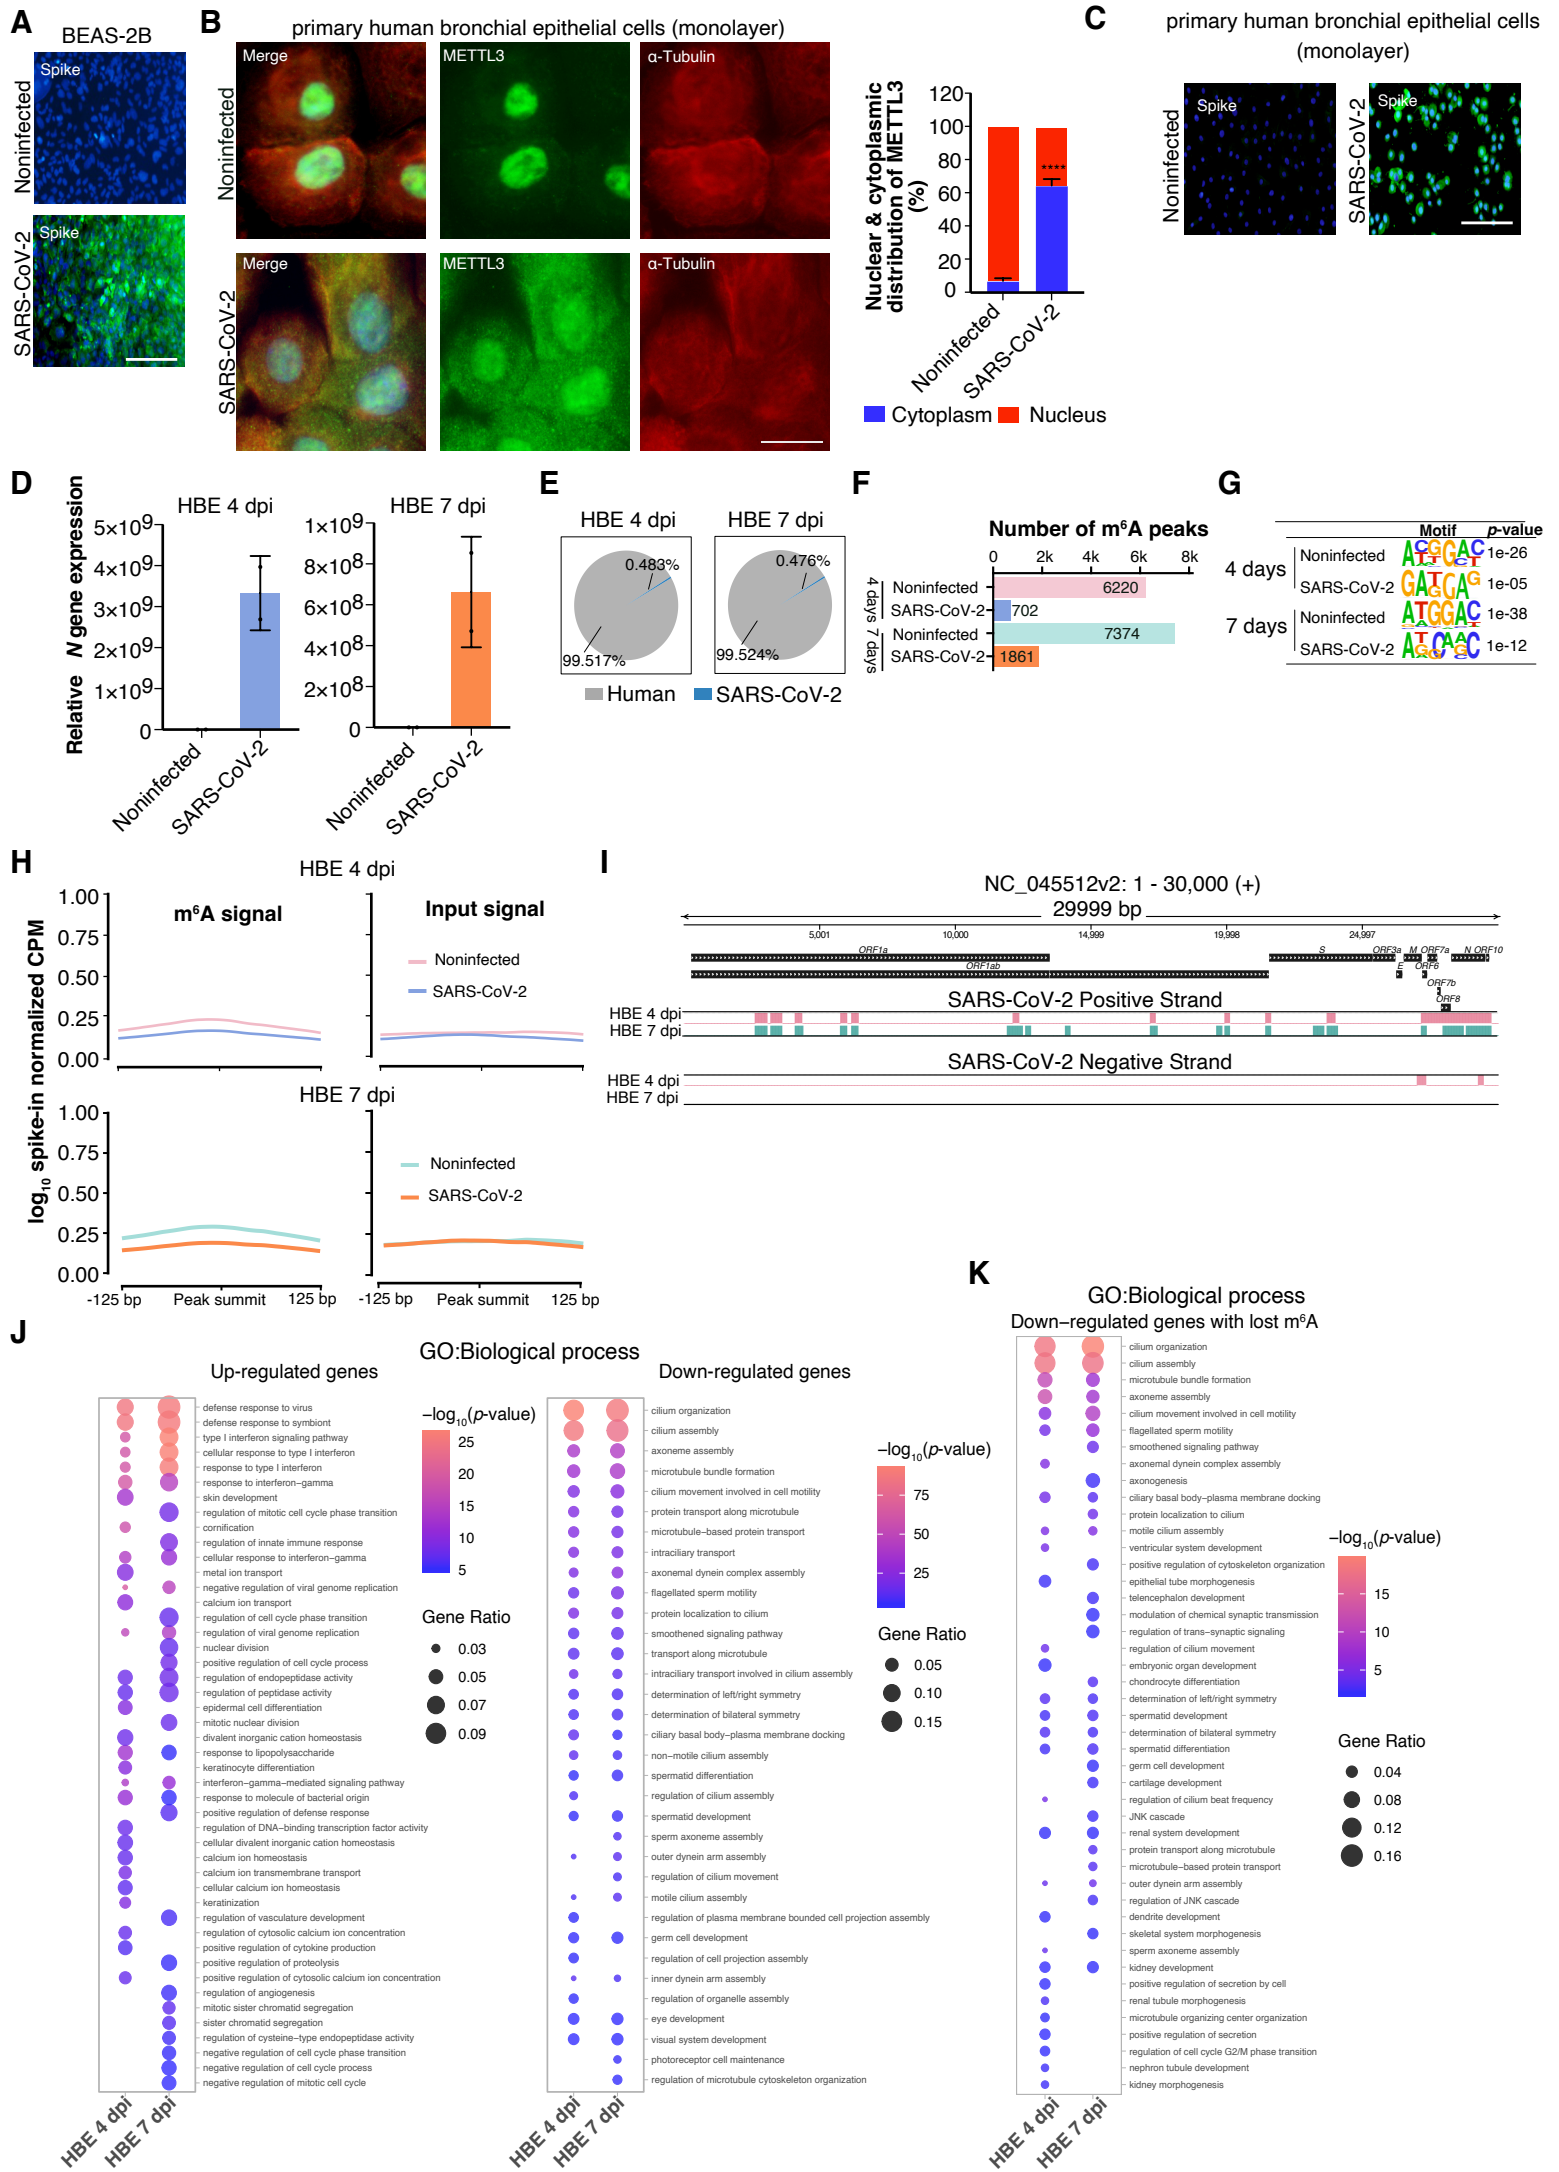 A
BEAS-2B
Spike
Noninfected
Spike
SARS-CoV-2
B
primary human bronchial epithelial cells (monolayer)
Merge
METTL3
α-Tubulin
Noninfected
Merge
METTL3
α-Tubulin
SARS-CoV-2
Nuclear & cytoplasmic
distribution of METTL3
(%)
120
100
80
60
40
20
0
****
Noninfected
SARS-CoV-2
Cytoplasm
Nucleus
C
primary human bronchial epithelial cells
(monolayer)
Noninfected
Spike
SARS-CoV-2
Spike
D
Relative N gene expression
HBE 4 dpi
5×10⁹
4×10⁹
3×10⁹
2×10⁹
1×10⁹
0
Noninfected
SARS-CoV-2
HBE 7 dpi
1×10⁹
8×10⁸
6×10⁸
4×10⁸
2×10⁸
0
Noninfected
SARS-CoV-2
E
HBE 4 dpi
0.483%
99.517%
HBE 7 dpi
0.476%
99.524%
Human
SARS-CoV-2
F
Number of m⁶A peaks
0 2k 4k 6k 8k
4 days
Noninfected 6220
SARS-CoV-2 702
7 days
Noninfected 7374
SARS-CoV-2 1861
G
Motif p-value
4 days
Noninfected 1e-26
SARS-CoV-2 1e-05
7 days
Noninfected 1e-38
SARS-CoV-2 1e-12
H
HBE 4 dpi
log₁₀ spike-in normalized CPM
1.00
0.75
0.50
0.25
0.00
m⁶A signal
Input signal
Noninfected
SARS-CoV-2
HBE 7 dpi
1.00
0.75
0.50
0.25
0.00
Noninfected
SARS-CoV-2
-125 bp Peak summit 125 bp
-125 bp Peak summit 125 bp
I
NC_045512v2: 1 - 30,000 (+)
29999 bp
5,001 10,000 14,999 19,998 24,997
ORF1a S ORF3a M ORF7a N ORF10
ORF1ab E ORF6
ORF7b
ORF8
SARS-CoV-2 Positive Strand
HBE 4 dpi
HBE 7 dpi
SARS-CoV-2 Negative Strand
HBE 4 dpi
HBE 7 dpi
J
GO:Biological process
Up-regulated genes
defense response to virus
defense response to symbiont
type I interferon signaling pathway
cellular response to type I interferon
response to type I interferon
response to interferon−gamma
skin development
regulation of mitotic cell cycle phase transition
cornification
regulation of innate immune response
cellular response to interferon−gamma
metal ion transport
negative regulation of viral genome replication
calcium ion transport
regulation of cell cycle phase transition
regulation of viral genome replication
nuclear division
positive regulation of cell cycle process
regulation of endopeptidase activity
regulation of peptidase activity
epidermal cell differentiation
mitotic nuclear division
divalent inorganic cation homeostasis
response to lipopolysaccharide
keratinocyte differentiation
interferon−gamma−mediated signaling pathway
response to molecule of bacterial origin
positive regulation of defense response
regulation of DNA−binding transcription factor activity
cellular divalent inorganic cation homeostasis
calcium ion homeostasis
calcium ion transmembrane transport
cellular calcium ion homeostasis
keratinization
regulation of vasculature development
regulation of cytosolic calcium ion concentration
positive regulation of cytokine production
positive regulation of proteolysis
positive regulation of cytosolic calcium ion concentration
regulation of angiogenesis
mitotic sister chromatid segregation
sister chromatid segregation
regulation of cysteine−type endopeptidase activity
negative regulation of cell cycle phase transition
negative regulation of cell cycle process
negative regulation of mitotic cell cycle
HBE 4 dpi
HBE 7 dpi
−log₁₀(p-value)
25
20
15
10
5
Gene Ratio
0.03
0.05
0.07
0.09
Down-regulated genes
cilium organization
cilium assembly
axoneme assembly
microtubule bundle formation
cilium movement involved in cell motility
protein transport along microtubule
microtubule−based protein transport
intraciliary transport
axonemal dynein complex assembly
flagellated sperm motility
protein localization to cilium
smoothened signaling pathway
transport along microtubule
intraciliary transport involved in cilium assembly
determination of left/right symmetry
determination of bilateral symmetry
ciliary basal body−plasma membrane docking
non−motile cilium assembly
spermatid differentiation
regulation of cilium assembly
spermatid development
sperm axoneme assembly
outer dynein arm assembly
regulation of cilium movement
motile cilium assembly
regulation of plasma membrane bounded cell projection assembly
germ cell development
regulation of cell projection assembly
inner dynein arm assembly
regulation of organelle assembly
eye development
visual system development
photoreceptor cell maintenance
regulation of microtubule cytoskeleton organization
HBE 4 dpi
HBE 7 dpi
−log₁₀(p-value)
75
50
25
Gene Ratio
0.05
0.10
0.15
K
GO:Biological process
Down−regulated genes with lost m⁶A
cilium organization
cilium assembly
microtubule bundle formation
axoneme assembly
cilium movement involved in cell motility
flagellated sperm motility
smoothened signaling pathway
axonemal dynein complex assembly
axonogenesis
ciliary basal body−plasma membrane docking
protein localization to cilium
motile cilium assembly
ventricular system development
positive regulation of cytoskeleton organization
epithelial tube morphogenesis
telencephalon development
modulation of chemical synaptic transmission
regulation of trans−synaptic signaling
regulation of cilium movement
embryonic organ development
chondrocyte differentiation
determination of left/right symmetry
spermatid development
determination of bilateral symmetry
spermatid differentiation
germ cell development
cartilage development
regulation of cilium beat frequency
JNK cascade
renal system development
protein transport along microtubule
microtubule−based protein transport
outer dynein arm assembly
regulation of JNK cascade
dendrite development
skeletal system morphogenesis
sperm axoneme assembly
kidney development
positive regulation of secretion by cell
renal tubule morphogenesis
microtubule organizing center organization
positive regulation of secretion
regulation of cell cycle G2/M phase transition
nephron tubule development
kidney morphogenesis
HBE 4 dpi
HBE 7 dpi
−log₁₀(p-value)
15
10
5
Gene Ratio
0.04
0.08
0.12
0.16